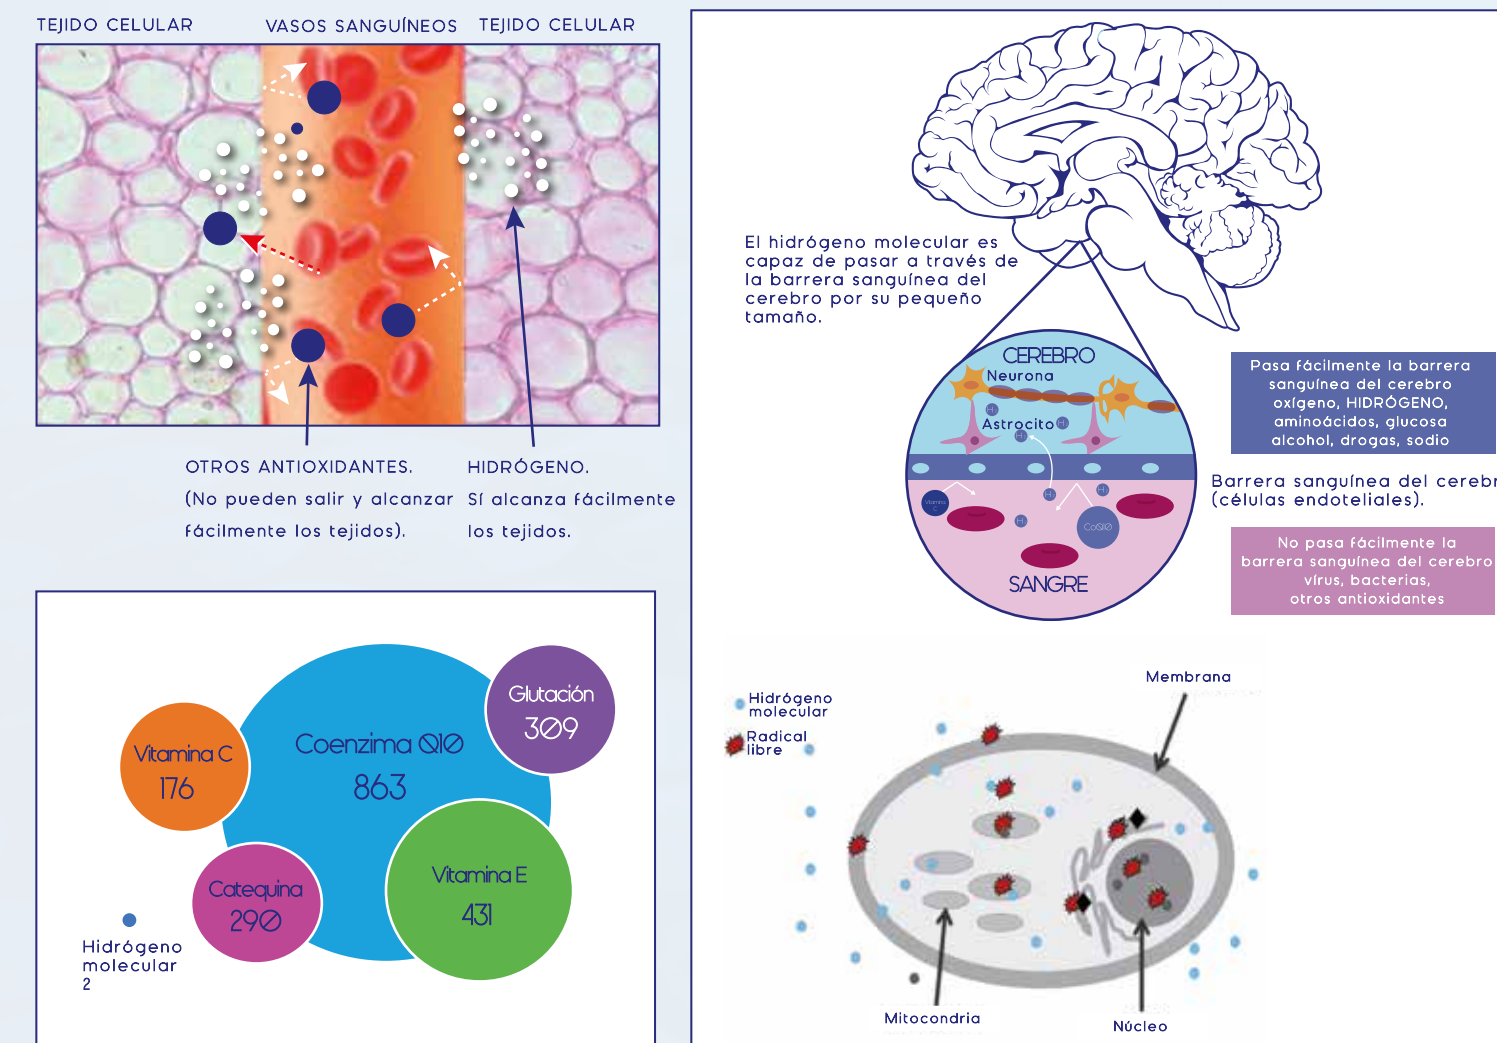 TEJIDO CELULAR
VASOS SANGUÍNEOS
TEJIDO CELULAR
OTROS ANTIOXIDANTES.
(No pueden salir y alcanzar
fácilmente los tejidos).
HIDRÓGENO.
Sí alcanza fácilmente
los tejidos.
Glutación
309
Vitamina C
176
Coenzima Q10
863
Catequina
290
Vitamina E
431
Hidrógeno
molecular
2
El hidrógeno molecular es
capaz de pasar a través de
la barrera sanguínea del
cerebro por su pequeño
tamaño.
CEREBRO
Neurona
Astrocito
Vitamina
C
CoQ10
SANGRE
Pasa fácilmente la barrera
sanguínea del cerebro
oxígeno, HIDRÓGENO,
aminoácidos, glucosa
alcohol, drogas, sodio
Barrera sanguínea del cerebr
(células endoteliales).
No pasa fácilmente la
barrera sanguínea del cerebro
vírus, bacterias,
otros antioxidantes
Hidrógeno
molecular
Radical
libre
Membrana
Mitocondria
Núcleo